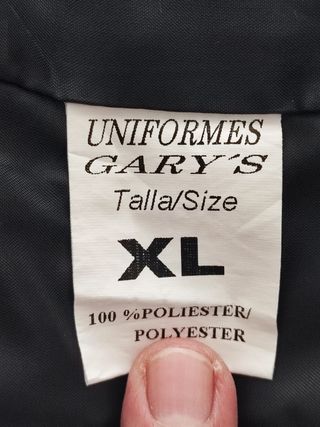 UNIFORMES
GARY´S
Talla/Size
XL
100 %POLIESTER/
POLYESTER